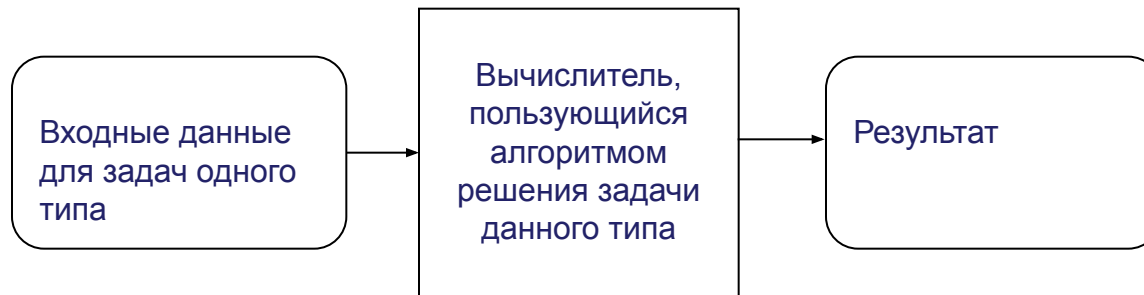 Входные данные
для задач одного
типа
Вычислитель,
пользующийся
алгоритмом
решения задачи
данного типа
Результат